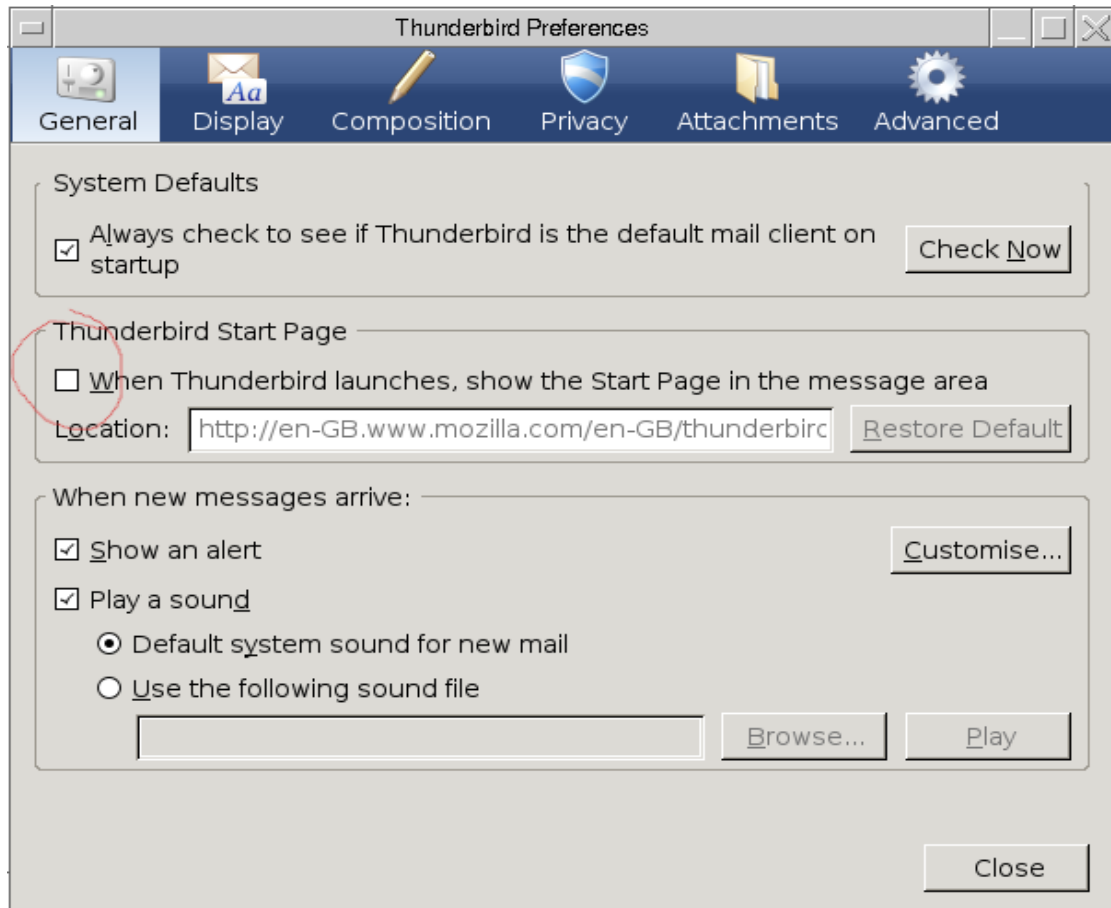 Thunderbird Preferences
General Display Composition Privacy Attachments Advanced
System Defaults
Always check to see if Thunderbird is the default mail client on
startup
Check Now
Thunderbird Start Page
When Thunderbird launches, show the Start Page in the message area
Location: http://en-GB.www.mozilla.com/en-GB/thunderbird Restore Default
When new messages arrive:
Show an alert Customise...
Play a sound
Default system sound for new mail
Use the following sound file
Browse... Play
Close